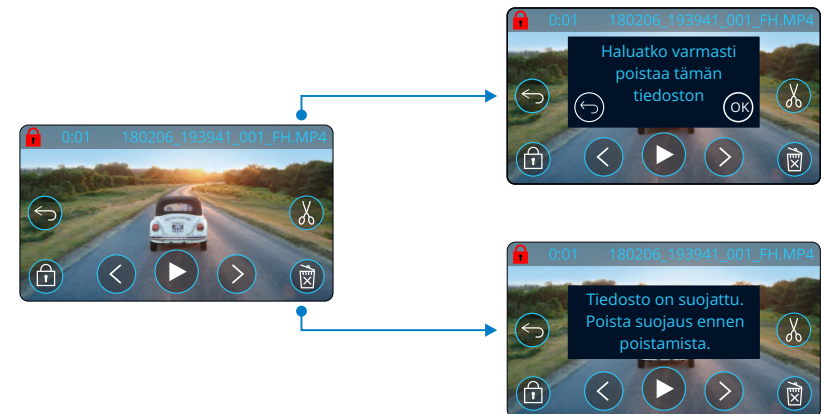 0:01 180206_193941_001_FH.MP4
0:01 180206_193941_001_FH.MP4
Haluatko varmasti
poistaa tämän
tiedoston
OK
0:01 180206_193941_001_FH.MP4
Tiedosto on suojattu.
Poista suojaus ennen
poistamista.